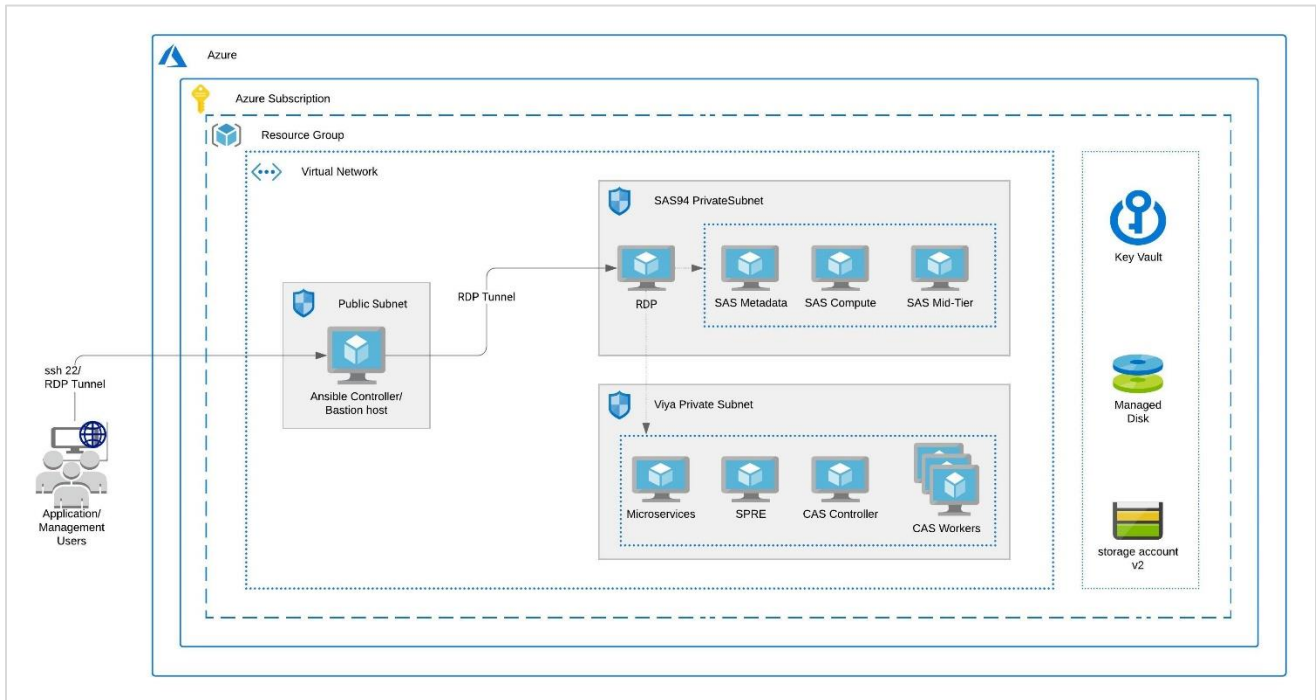 Azure
Azure Subscription
Resource Group
Virtual Network
SAS94 PrivateSubnet
RDP
SAS Metadata
SAS Compute
SAS Mid-Tier
Key Vault
RDP Tunnel
Public Subnet
Ansible Controller/
Bastion host
ssh 22/
RDP Tunnel
Application/
Management
Users
Viya Private Subnet
Microservices
SPRE
CAS Controller
CAS Workers
Managed
Disk
storage account
v2